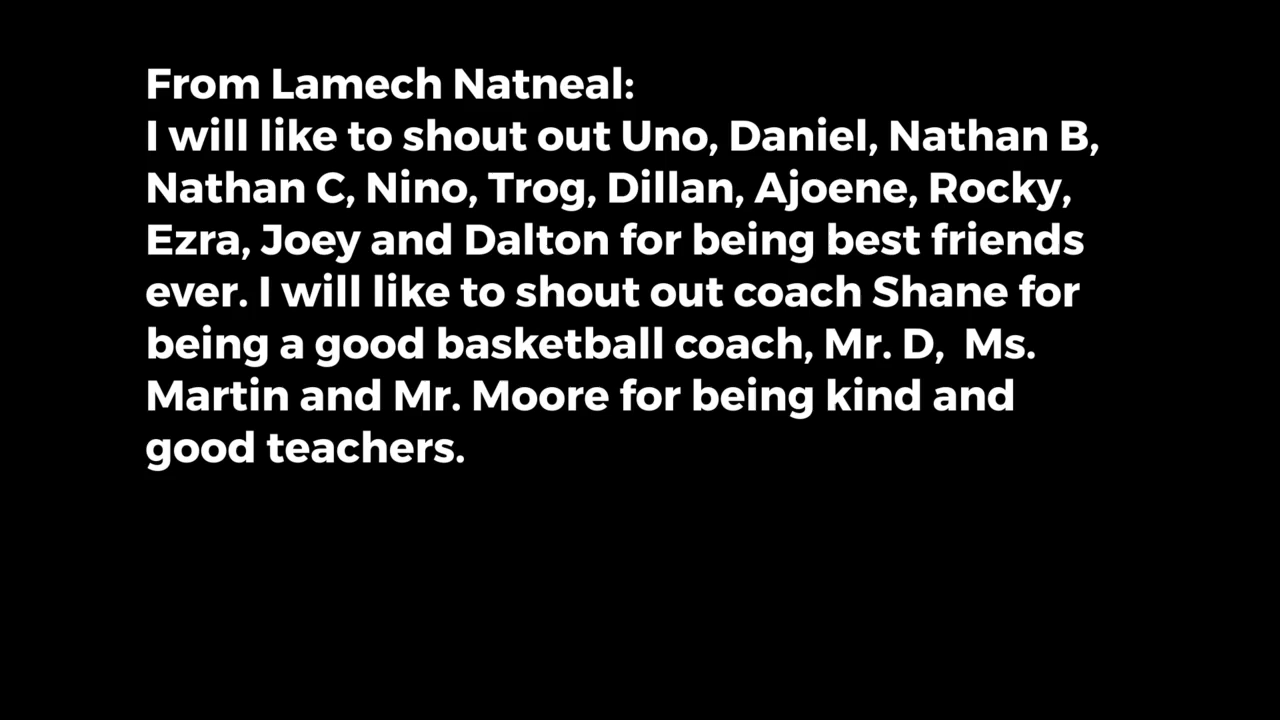 From Lamech Natneal:
I will like to shout out Uno, Daniel, Nathan B,
Nathan C, Nino, Trog, Dillan, Ajoene, Rocky,
Ezra, Joey and Dalton for being best friends
ever. I will like to shout out coach Shane for
being a good basketball coach, Mr. D,  Ms.
Martin and Mr. Moore for being kind and
good teachers.